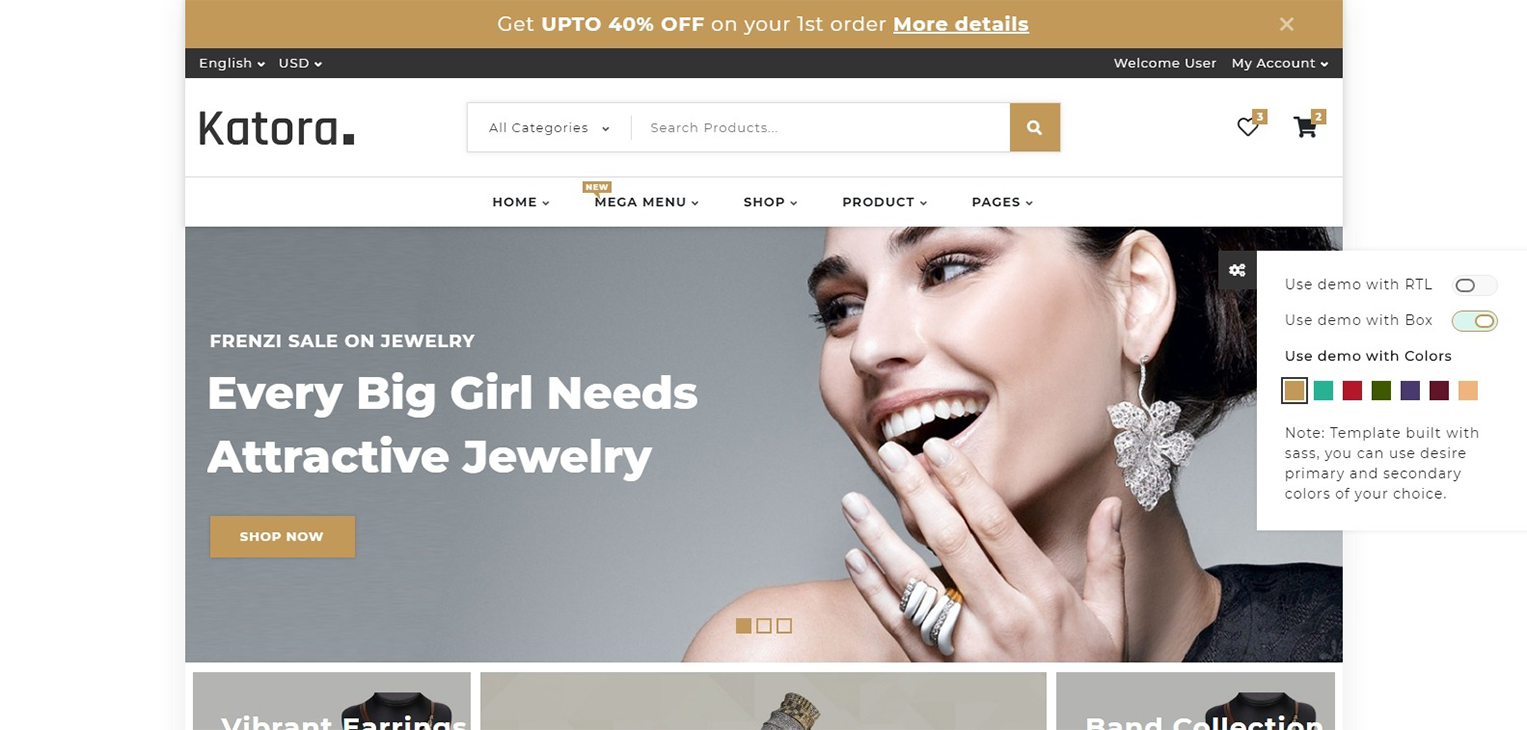 Get UPTO 40% OFF on your 1st order More details
English USD Welcome User My Account
Katora.
All Categories Search Products...
3
2
NEW
HOME MEGA MENU SHOP PRODUCT PAGES
FRENZI SALE ON JEWELRY
Every Big Girl Needs
Attractive Jewelry
SHOP NOW
Use demo with RTL
Use demo with Box
Use demo with Colors
Note: Template built with
sass, you can use desire
primary and secondary
colors of your choice.
Vibrant Earrings
Band Collection